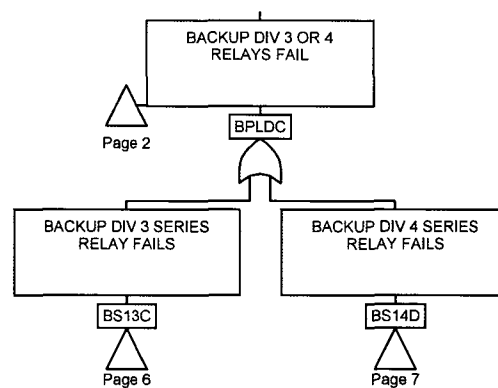 BACKUP DIV 3 OR 4
RELAYS FAIL
Page 2
BPLDC
BACKUP DIV 3 SERIES
RELAY FAILS
BACKUP DIV 4 SERIES
RELAY FAILS
BS13C
BS14D
Page 6
Page 7